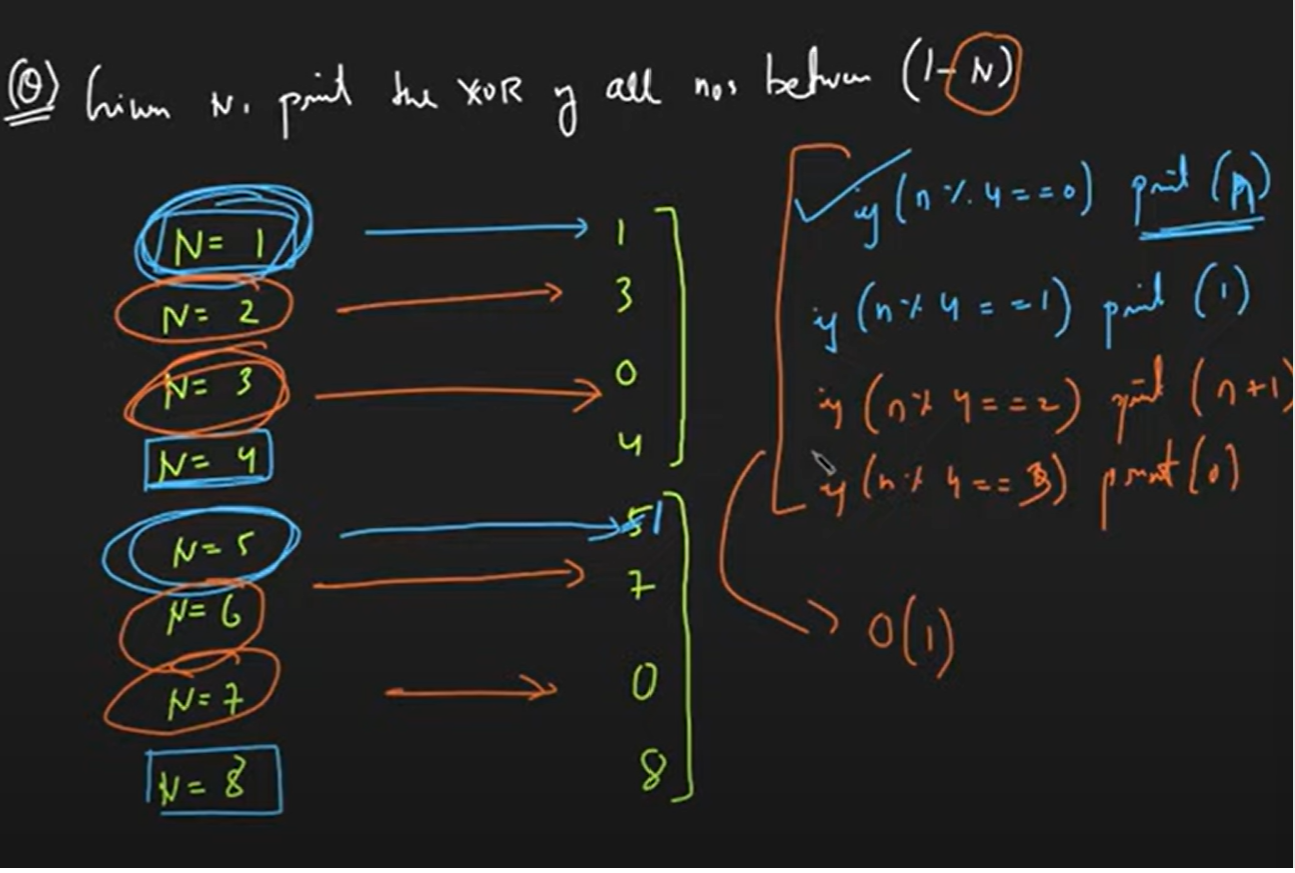 Q) Given N. print the XOR of all nos between (1-N)
N= 1 1
N= 2 3
N= 3 0
N= 4 4
N= 5 1
N= 6 7
N= 7 0
N= 8 8
if (n % 4 == 0) print (n)
if (n % 4 == 1) print (1)
if (n % 4 == 2) print (n+1)
if (n % 4 == 3) print (0)
O(1)